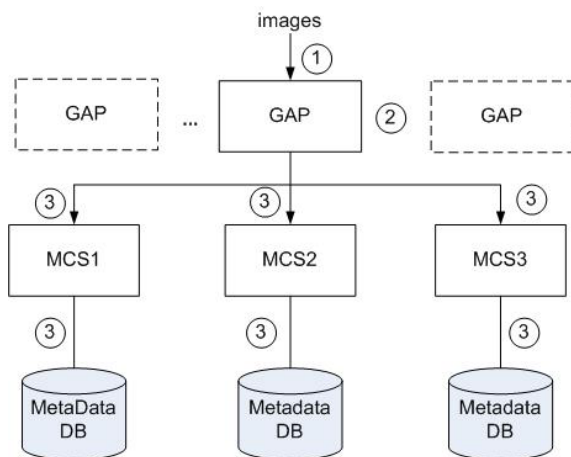 images
1
GAP
...
GAP
2
GAP
3
3
3
MCS1
MCS2
MCS3
3
3
3
MetaData
DB
Metadata
DB
Metadata
DB